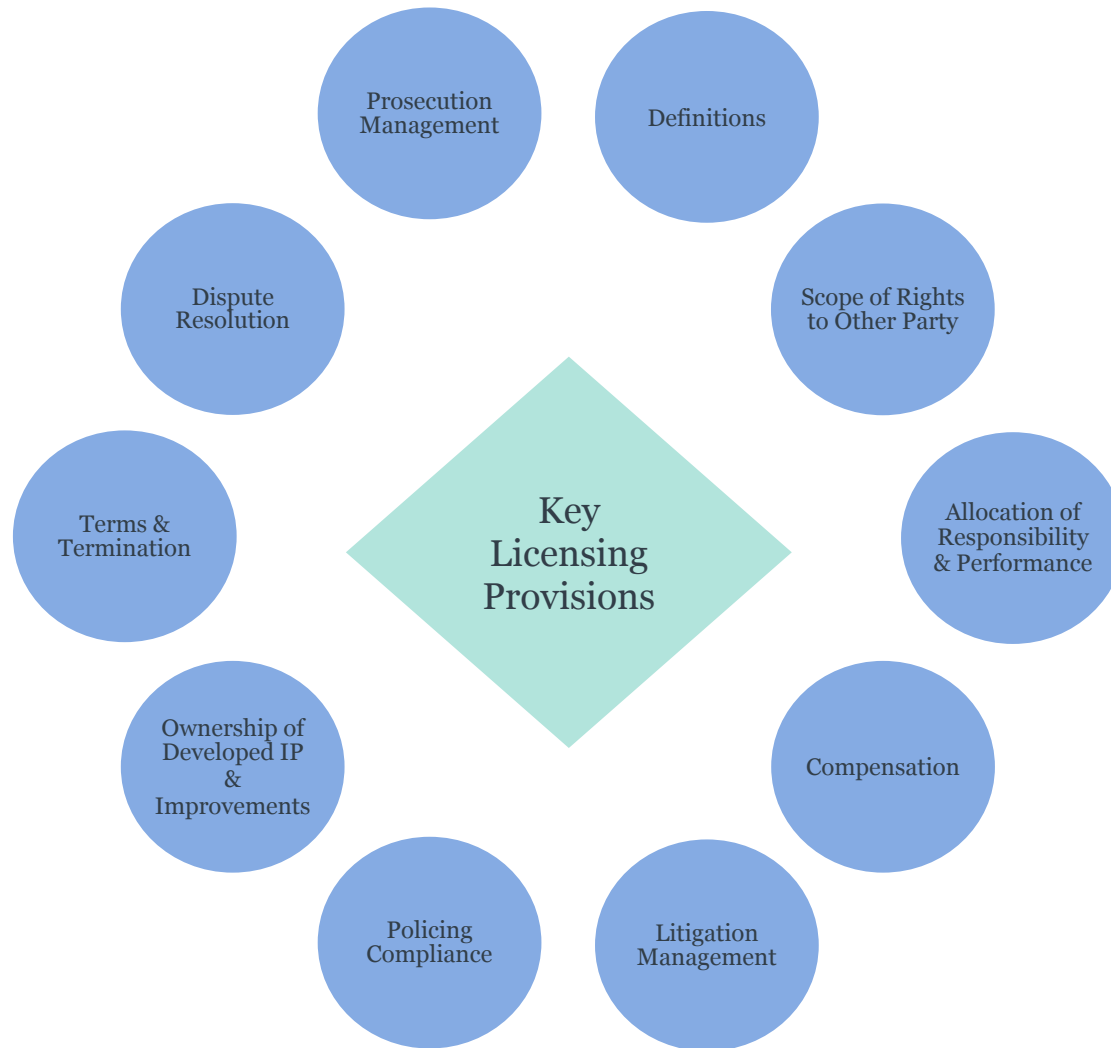 Prosecution
Management
Definitions
Dispute
Resolution
Scope of Rights
to Other Party
Key
Licensing
Provisions
Terms &
Termination
Allocation of
Responsibility
& Performance
Ownership of
Developed IP
&
Improvements
Compensation
Policing
Compliance
Litigation
Management